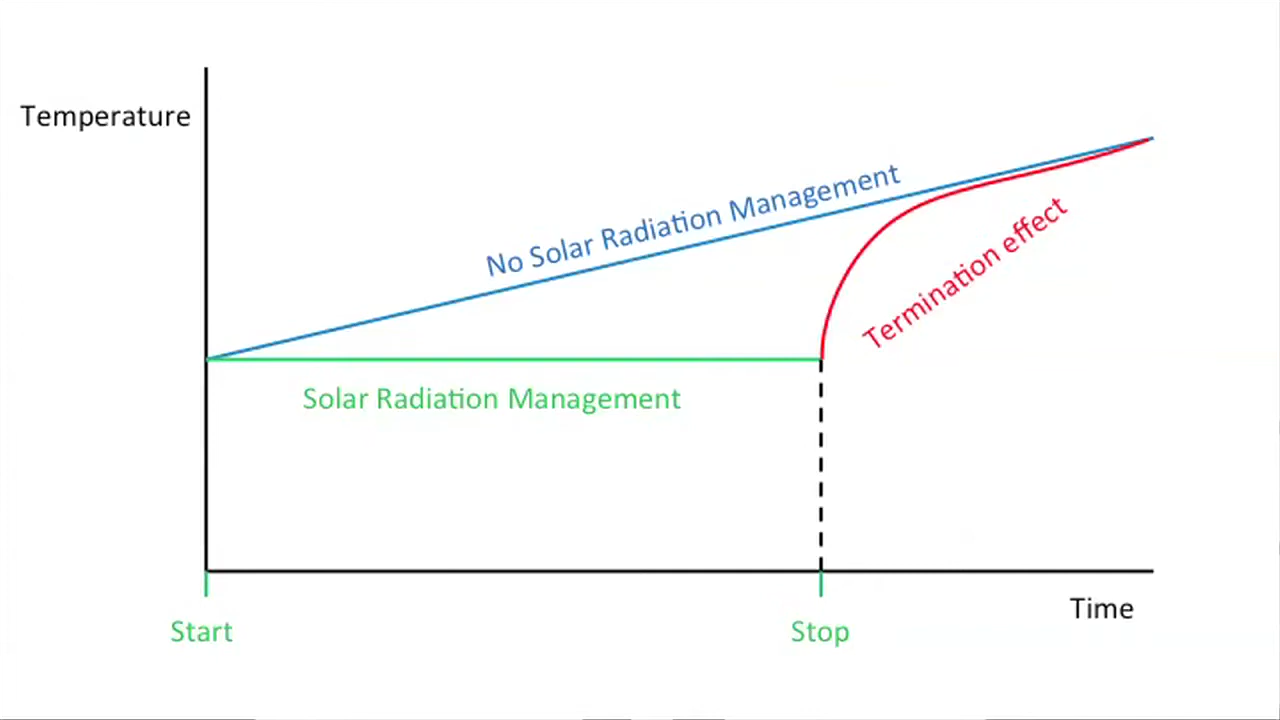 Temperature
No Solar Radiation Management
Termination effect
Solar Radiation Management
Time
Start
Stop